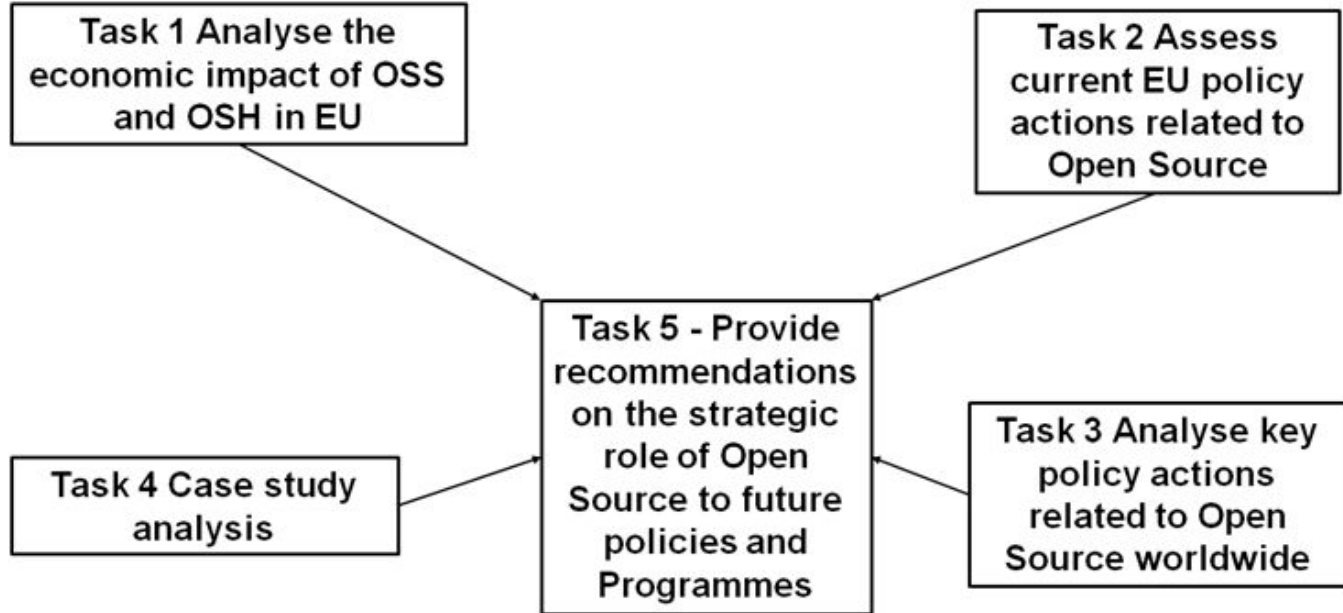 Task 1 Analyse the
economic impact of OSS
and OSH in EU
Task 2 Assess
current EU policy
actions related to
Open Source
Task 5 - Provide
recommendations
on the strategic
role of Open
Source to future
policies and
Programmes
Task 4 Case study
analysis
Task 3 Analyse key
policy actions
related to Open
Source worldwide